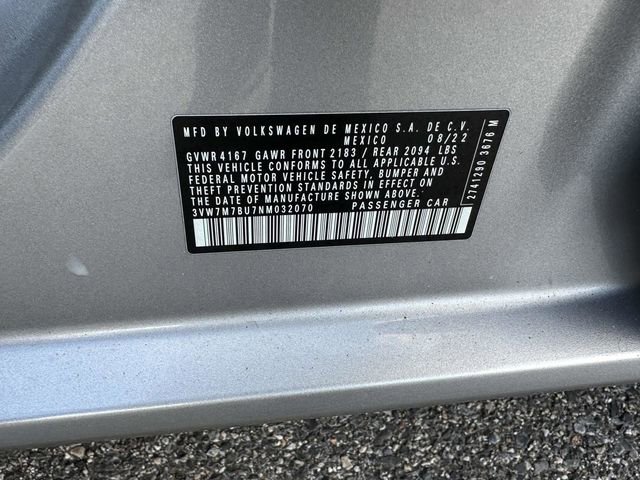 MFD BY VOLKSWAGEN DE MEXICO S.A. DE C.V.
MEXICO 08/22
GVWR 4167 GAWR FRONT 2183 / REAR 2094 LBS
THIS VEHICLE CONFORMS TO ALL APPLICABLE U.S.
FEDERAL MOTOR VEHICLE SAFETY, BUMPER AND
THEFT PREVENTION STANDARDS IN EFFECT ON
THE DATE OF MANUFACTURE SHOWN ABOVE.
3VW7M7BU7NM032070 PASSENGER CAR
2741290 3676 M